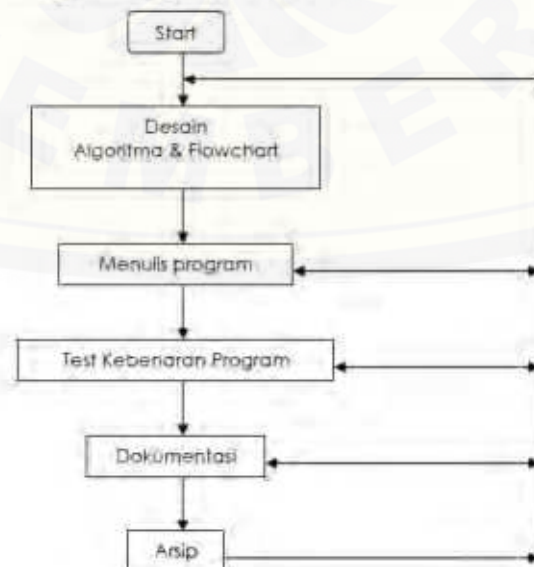 Start
Desain
Algoritma & Flowchart
Menulis program
Test Kebenaran Program
Dokumentasi
Arsip